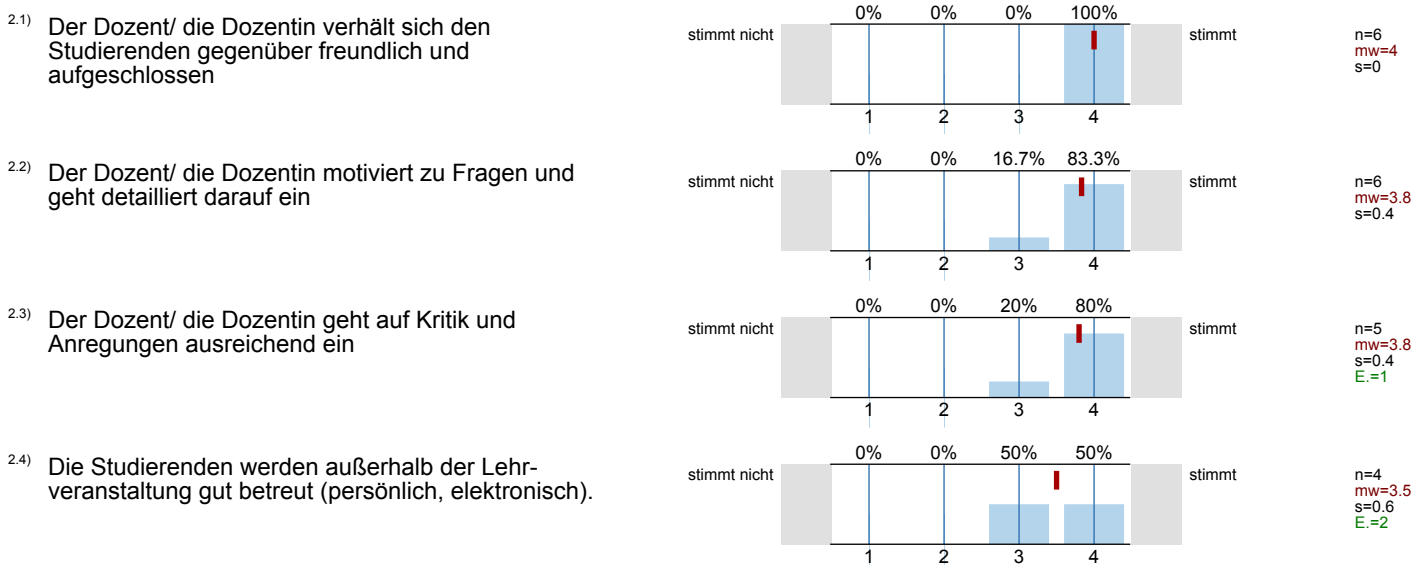 2.1) Der Dozent/ die Dozentin verhält sich den
Studierenden gegenüber freundlich und
aufgeschlossen
0% 0% 0% 100%
stimmt nicht
stimmt
1 2 3 4
n=6
mw=4
s=0
2.2) Der Dozent/ die Dozentin motiviert zu Fragen und
geht detailliert darauf ein
0% 0% 16.7% 83.3%
stimmt nicht
stimmt
1 2 3 4
n=6
mw=3.8
s=0.4
2.3) Der Dozent/ die Dozentin geht auf Kritik und
Anregungen ausreichend ein
0% 0% 20% 80%
stimmt nicht
stimmt
1 2 3 4
n=5
mw=3.8
s=0.4
E.=1
2.4) Die Studierenden werden außerhalb der Lehr-
veranstaltung gut betreut (persönlich, elektronisch).
0% 0% 50% 50%
stimmt nicht
stimmt
1 2 3 4
n=4
mw=3.5
s=0.6
E.=2